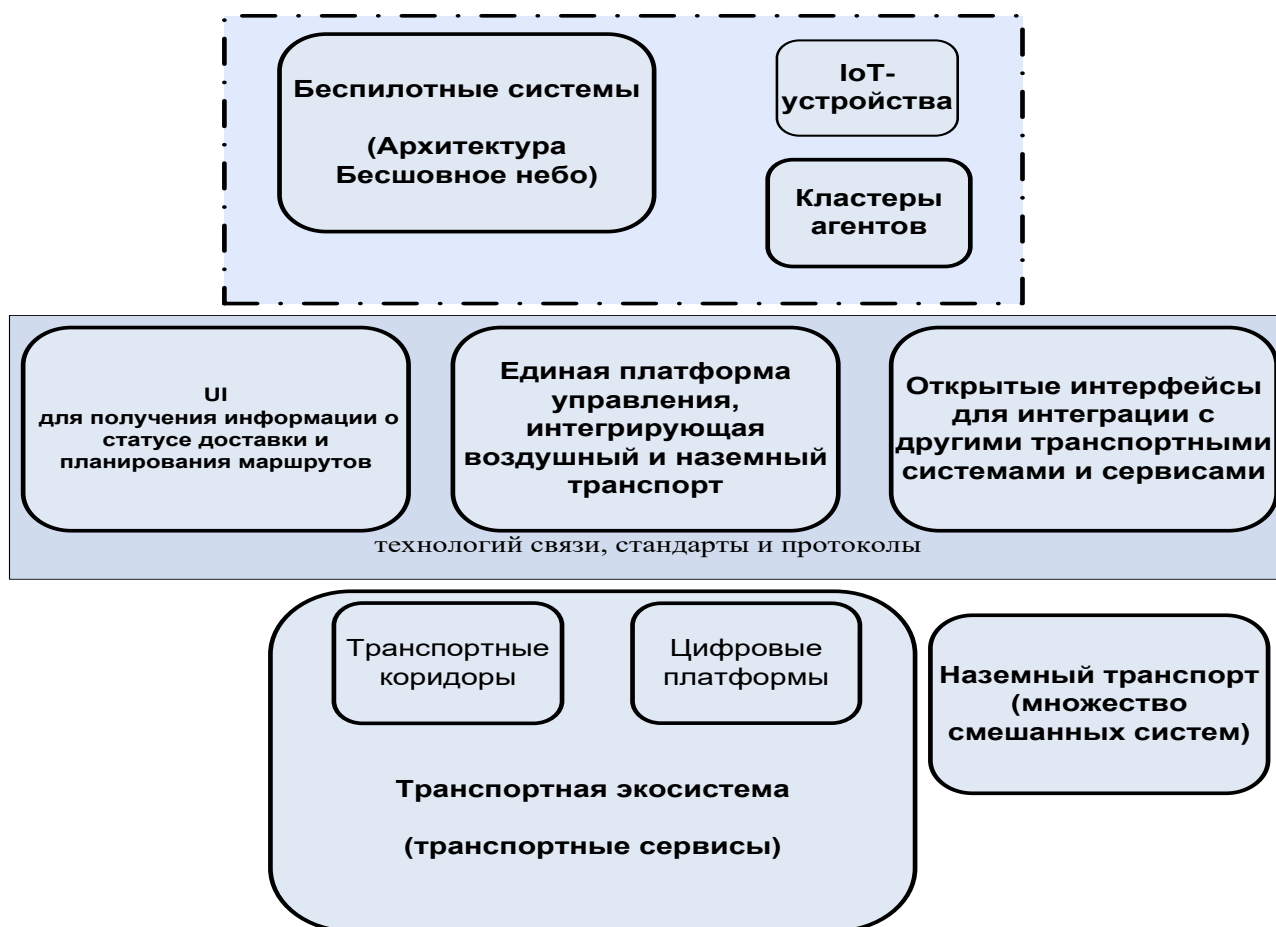 Беспилотные системы
(Архитектура
Бесшовное небо)
IoT-
устройства
Кластеры
агентов
UI
для получения информации о
статусе доставки и
планирования маршрутов
Единая платформа
управления,
интегрирующая
воздушный и наземный
транспорт
Открытые интерфейсы
для интеграции с
другими транспортными
системами и сервисами
технологий связи, стандарты и протоколы
Транспортные
коридоры
Цифровые
платформы
Транспортная экосистема
(транспортные сервисы)
Наземный транспорт
(множество
смешанных систем)